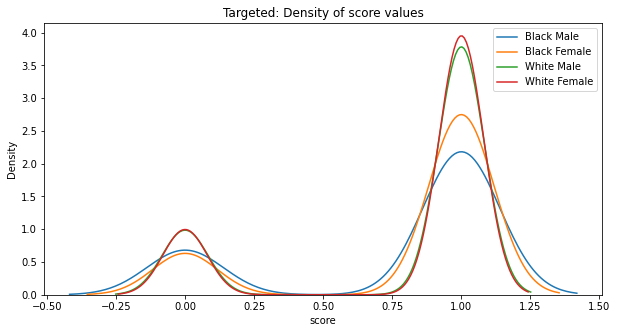 Targeted: Density of score values
Black Male
Black Female
White Male
White Female
Density
4.0
3.5
3.0
2.5
2.0
1.5
1.0
0.5
0.0
−0.50 −0.25 0.00 0.25 0.50 0.75 1.00 1.25 1.50
score